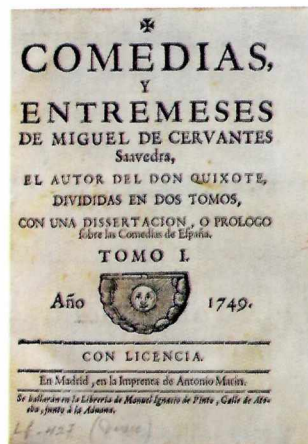 COMEDIAS,
Y
ENTREMESES
DE MIGUEL DE CERVANTES
Saavedra,
EL AUTOR DEL DON QUIXOTE,
DIVIDIDAS EN DOS TOMOS,
CON UNA DISSERTACION, O PROLOGO
sobre las Comedias de España.
TOMO I.
Año 1749.
CON LICENCIA.
En Madrid, en la Imprenta de Antonio Marin.
Se hallarán en la Libreria de Manuel Ignacio de Pinto, Calle de Ato-
cha, junto à la Aduana.